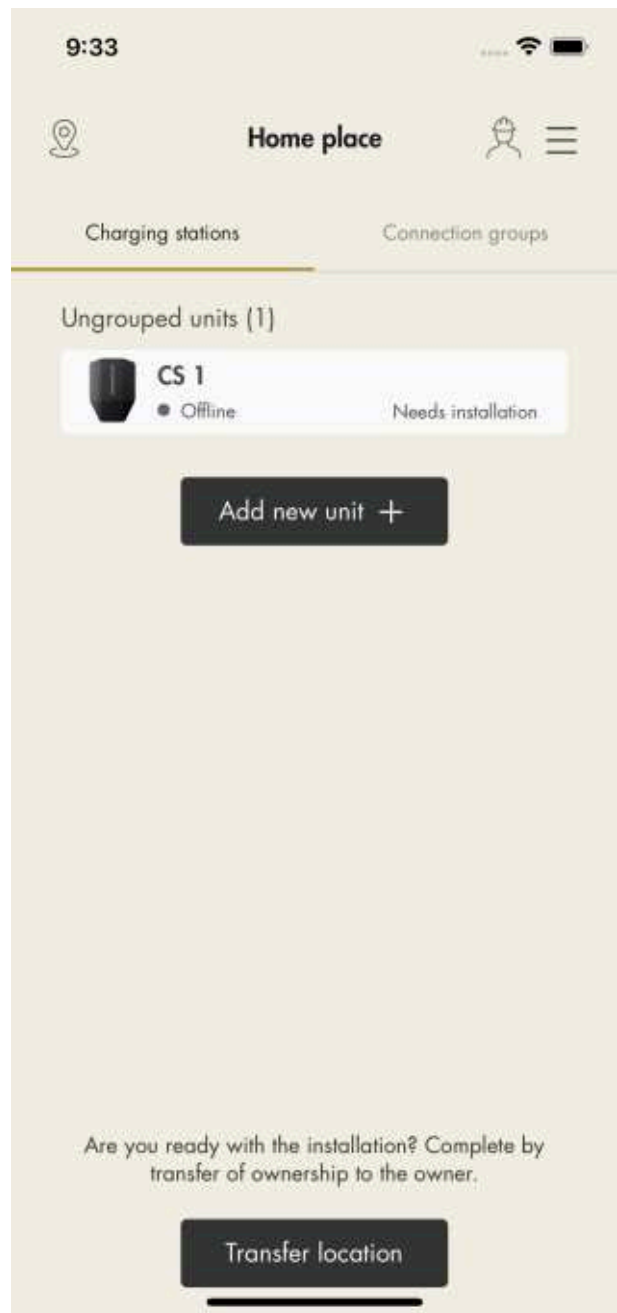 9:33
Home place
Charging stations
Connection groups
Ungrouped units (1)
CS 1
Offline
Needs installation
Add new unit +
Are you ready with the installation? Complete by
transfer of ownership to the owner.
Transfer location